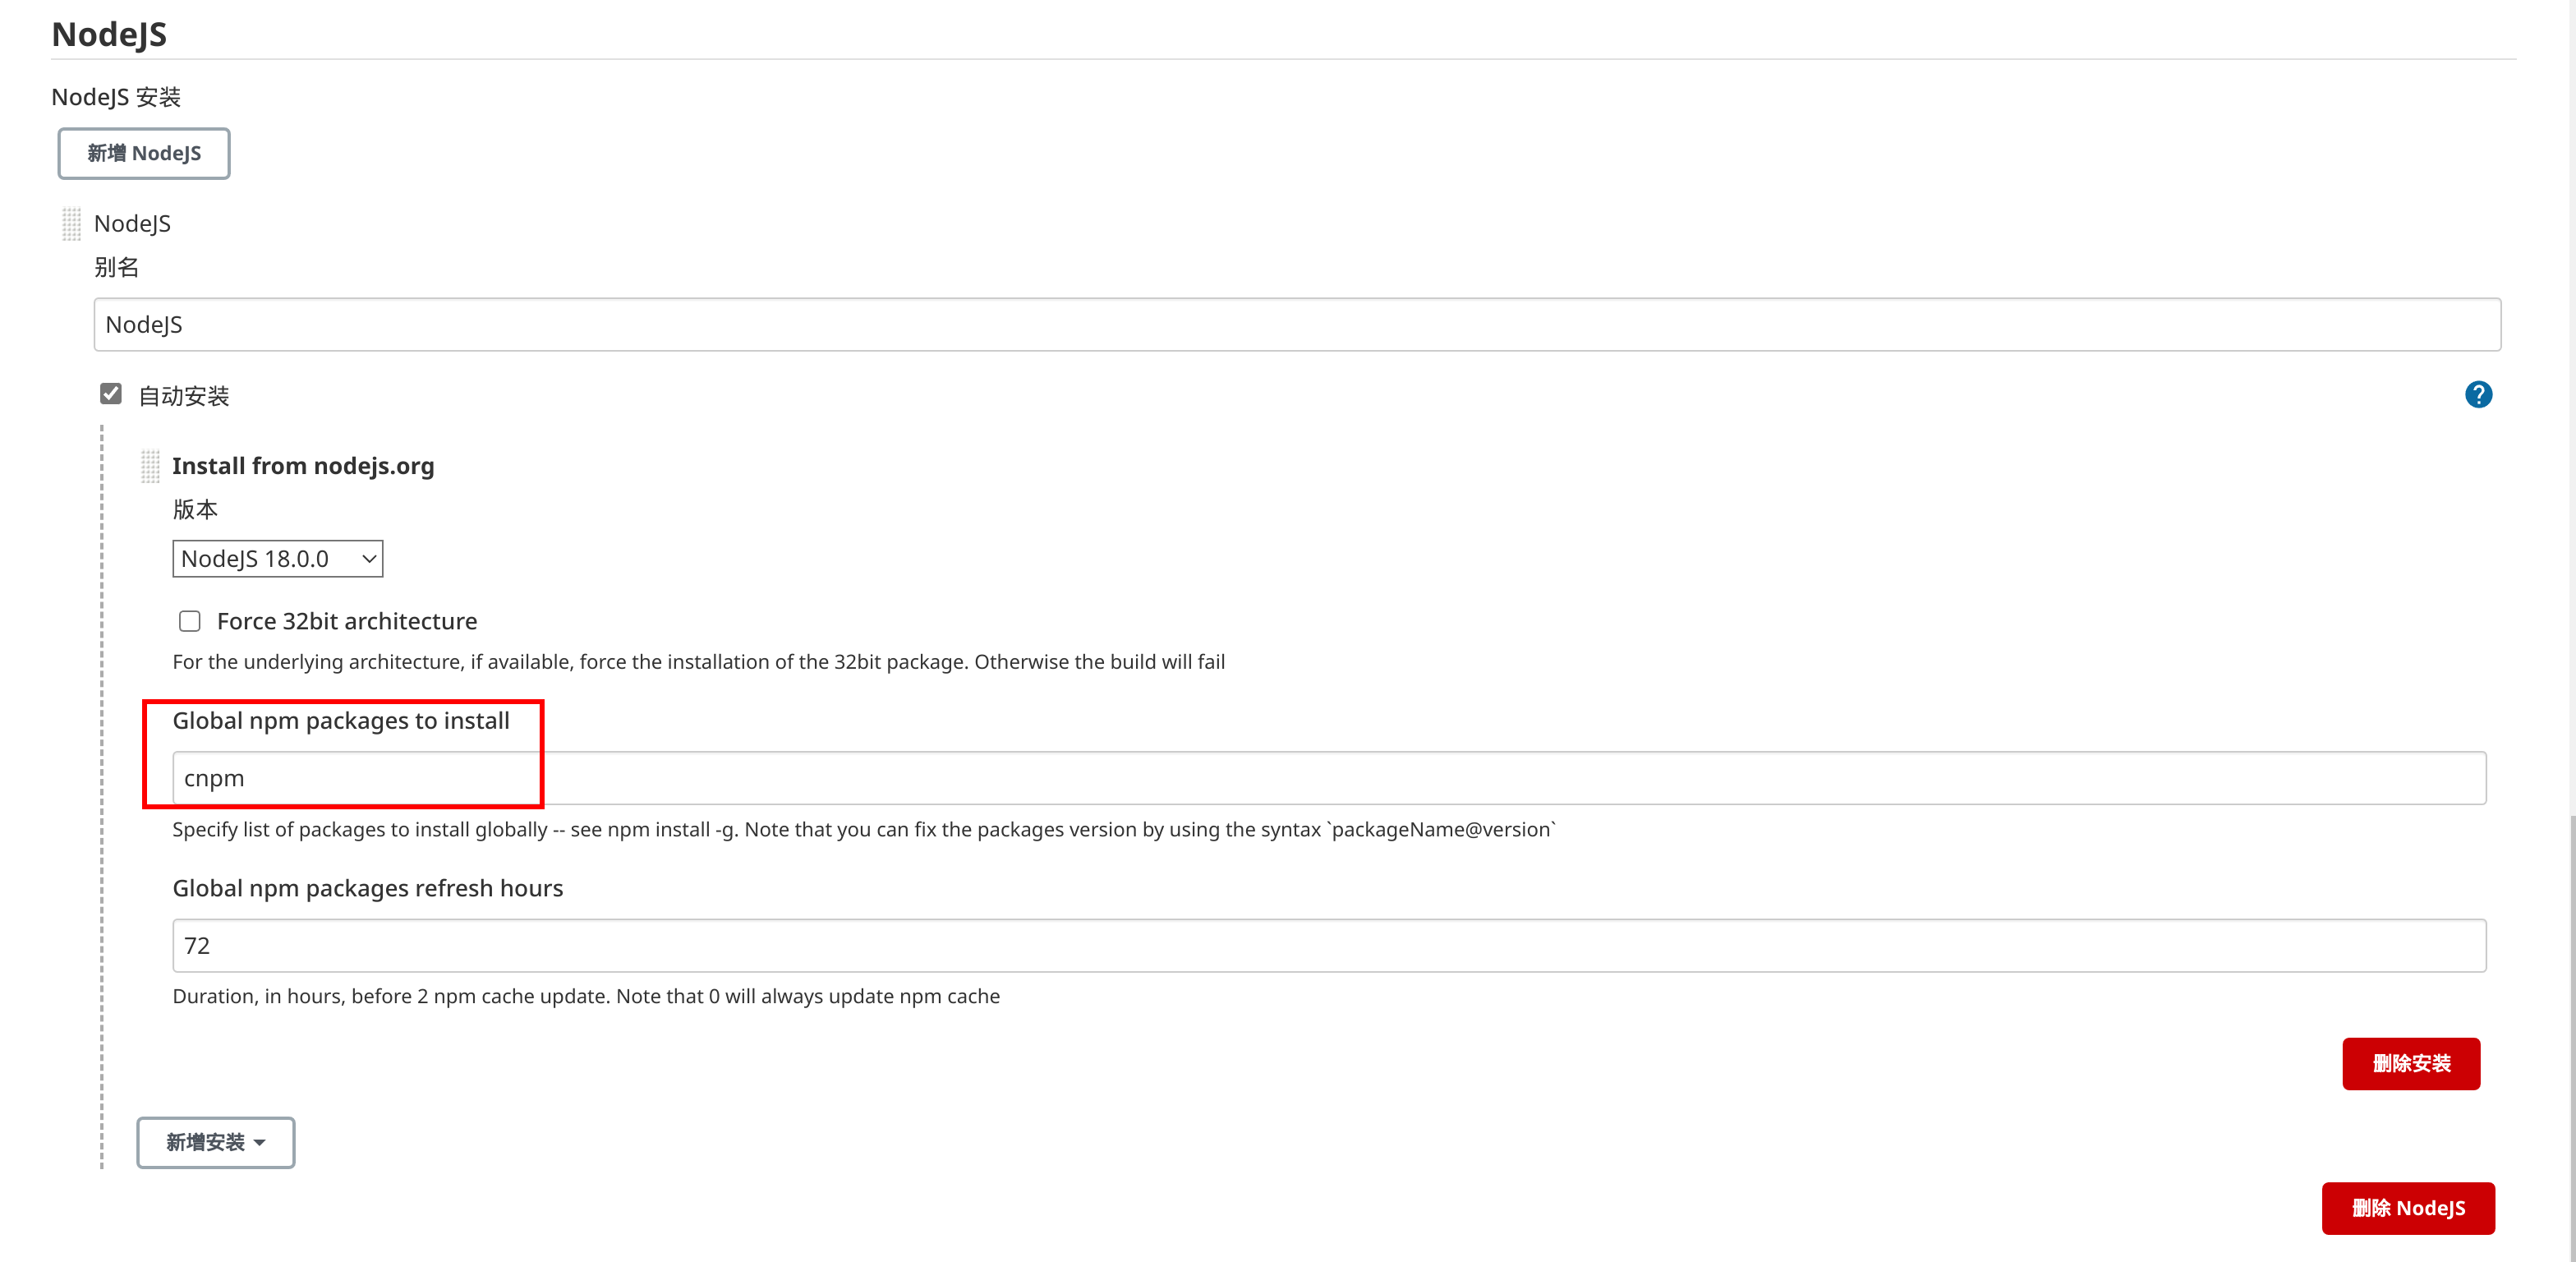 NodeJS
NodeJS 安装
新增 NodeJS
NodeJS
别名
NodeJS
自动安装
?
Install from nodejs.org
版本
NodeJS 18.0.0
Force 32bit architecture
For the underlying architecture, if available, force the installation of the 32bit package. Otherwise the build will fail
Global npm packages to install
cnpm
Specify list of packages to install globally -- see npm install -g. Note that you can fix the packages version by using the syntax `packageName@version`
Global npm packages refresh hours
72
Duration, in hours, before 2 npm cache update. Note that 0 will always update npm cache
删除安装
新增安装
删除 NodeJS